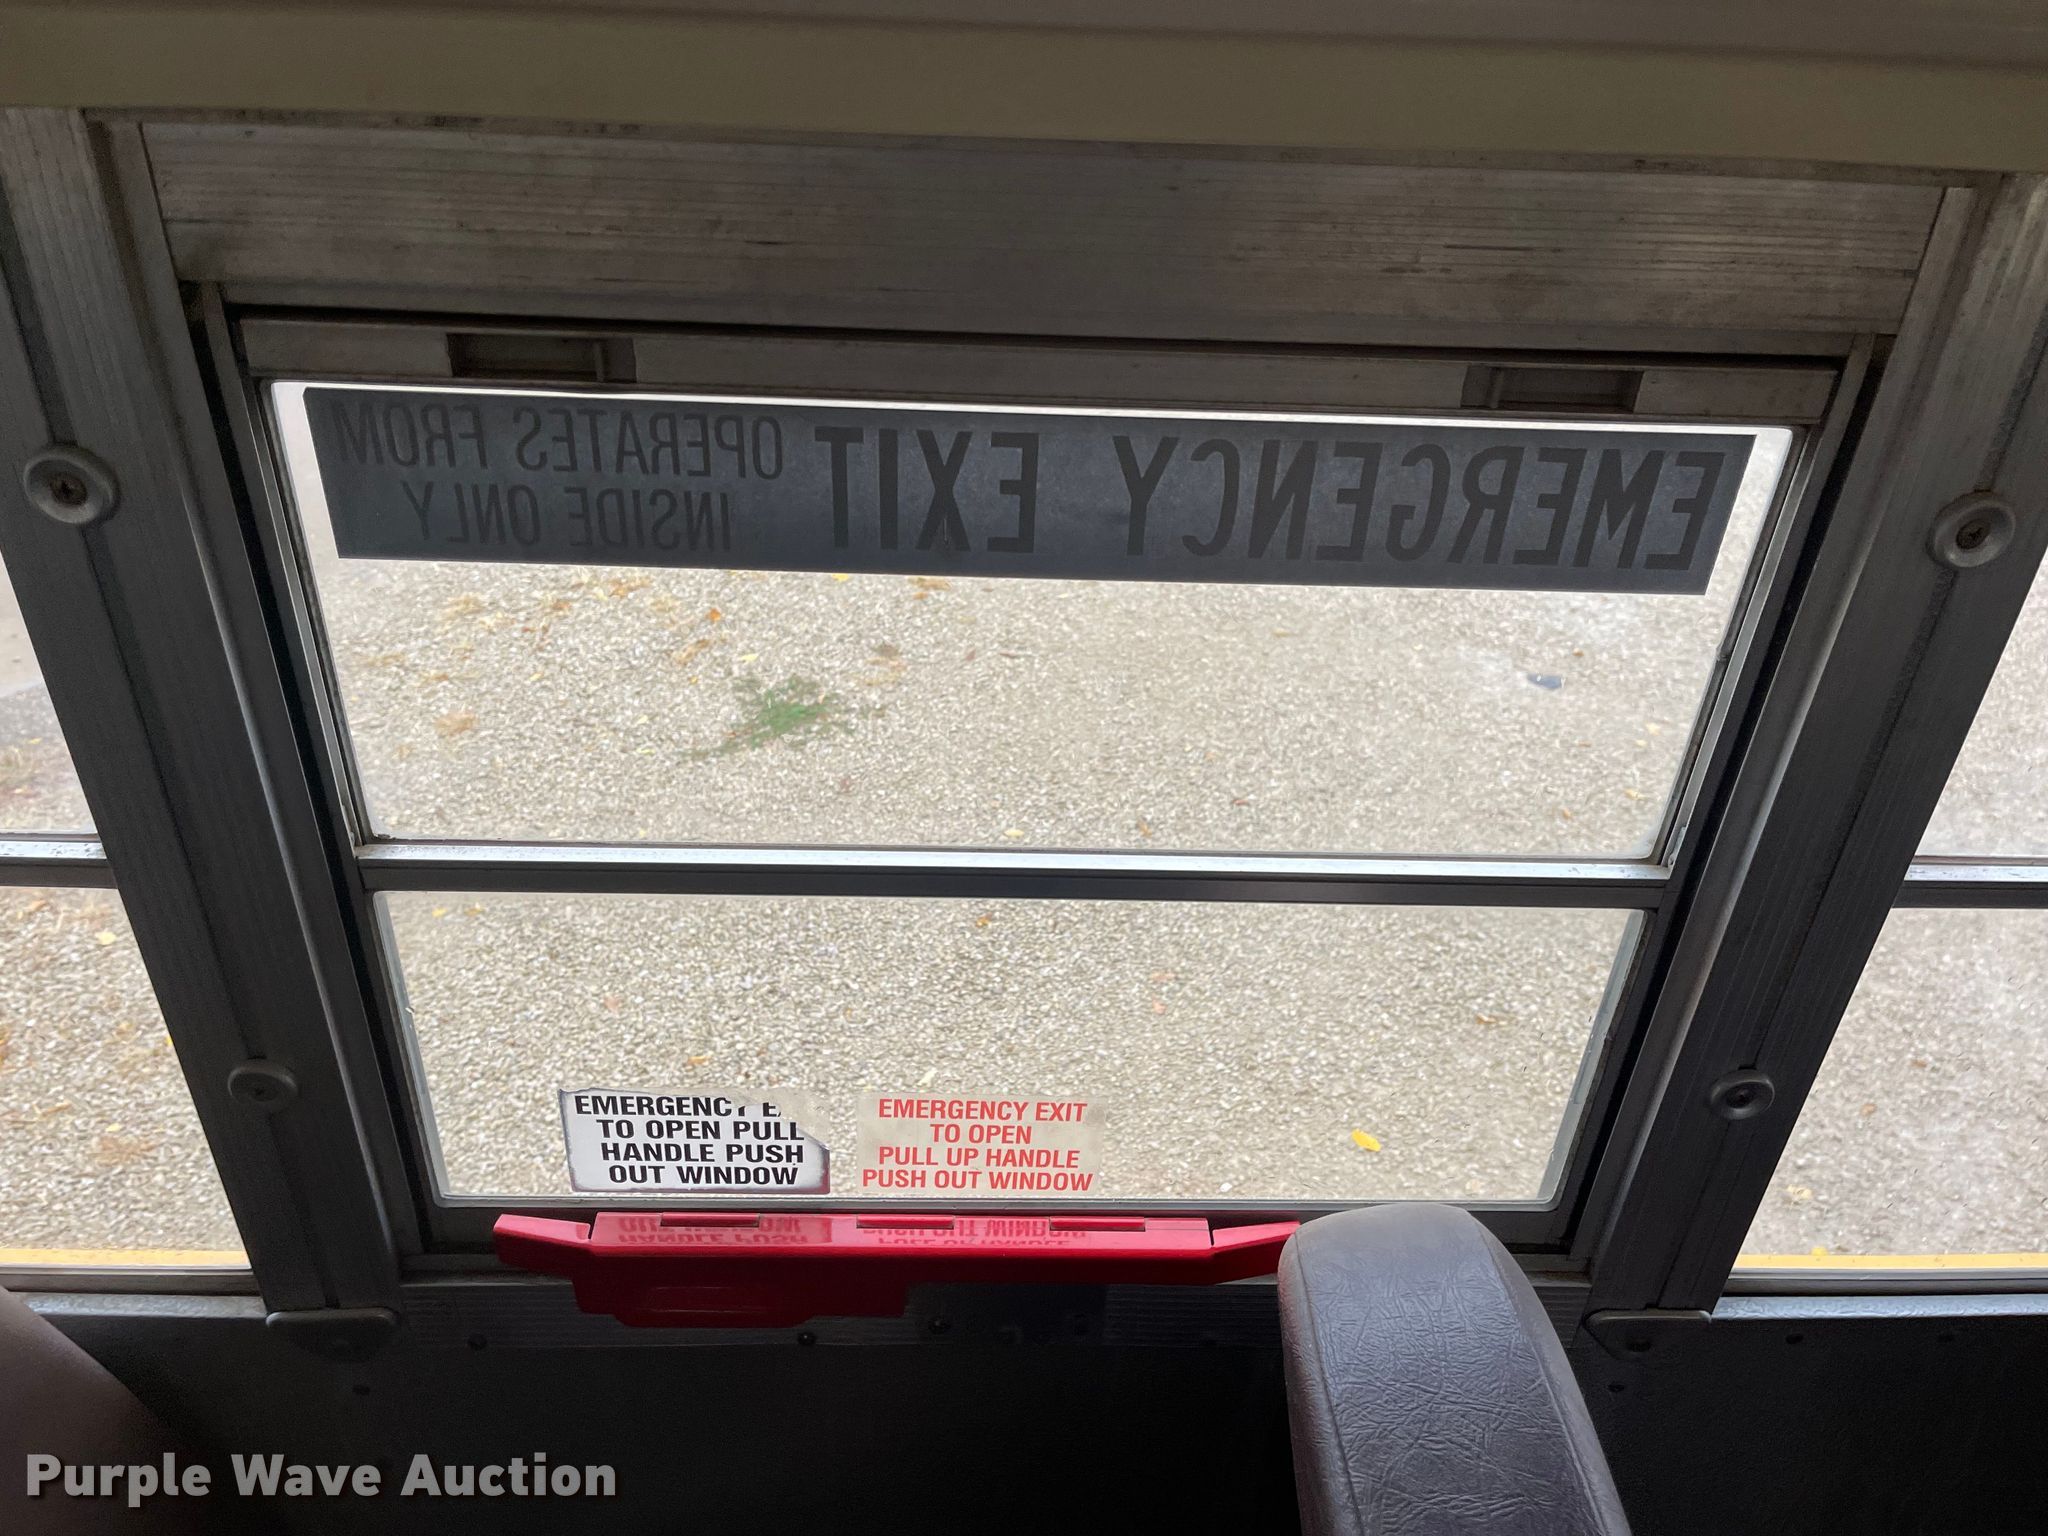 EMERGENCY EXIT
OPERATES FROM
INSIDE ONLY
EMERGENCY E
TO OPEN PULL
HANDLE PUSH
OUT WINDOW
EMERGENCY EXIT
TO OPEN
PULL UP HANDLE
PUSH OUT WINDOW
Purple Wave Auction